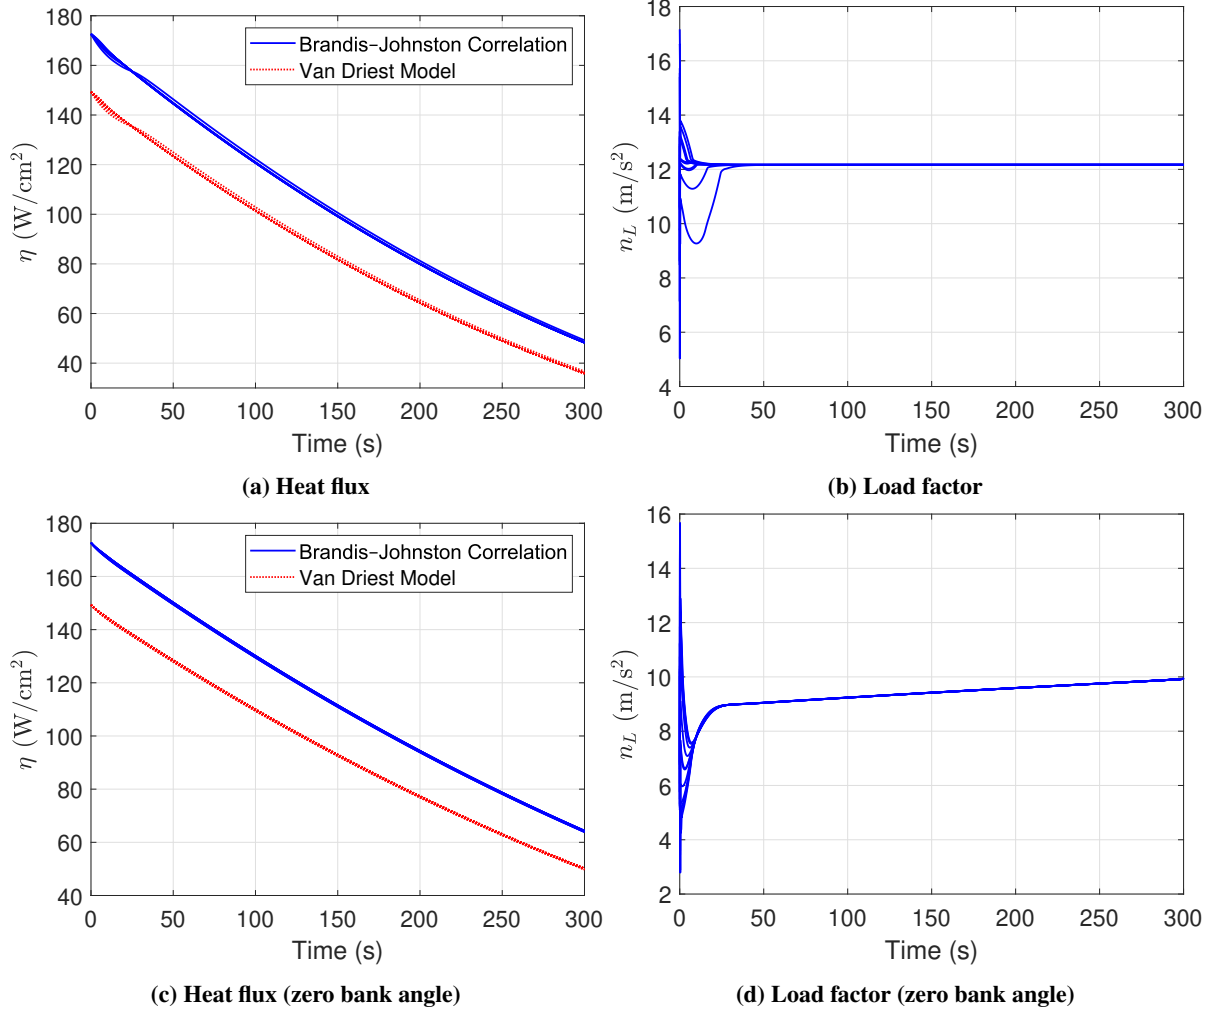 180
160
140
120
100
80
60
40
η (W/cm²)
Brandis−Johnston Correlation
Van Driest Model
0 50 100 150 200 250 300
Time (s)
(a) Heat flux
18
16
14
12
10
8
6
4
n_L (m/s²)
0 50 100 150 200 250 300
Time (s)
(b) Load factor
180
160
140
120
100
80
60
40
η (W/cm²)
Brandis−Johnston Correlation
Van Driest Model
0 50 100 150 200 250 300
Time (s)
(c) Heat flux (zero bank angle)
16
14
12
10
8
6
4
2
n_L (m/s²)
0 50 100 150 200 250 300
Time (s)
(d) Load factor (zero bank angle)